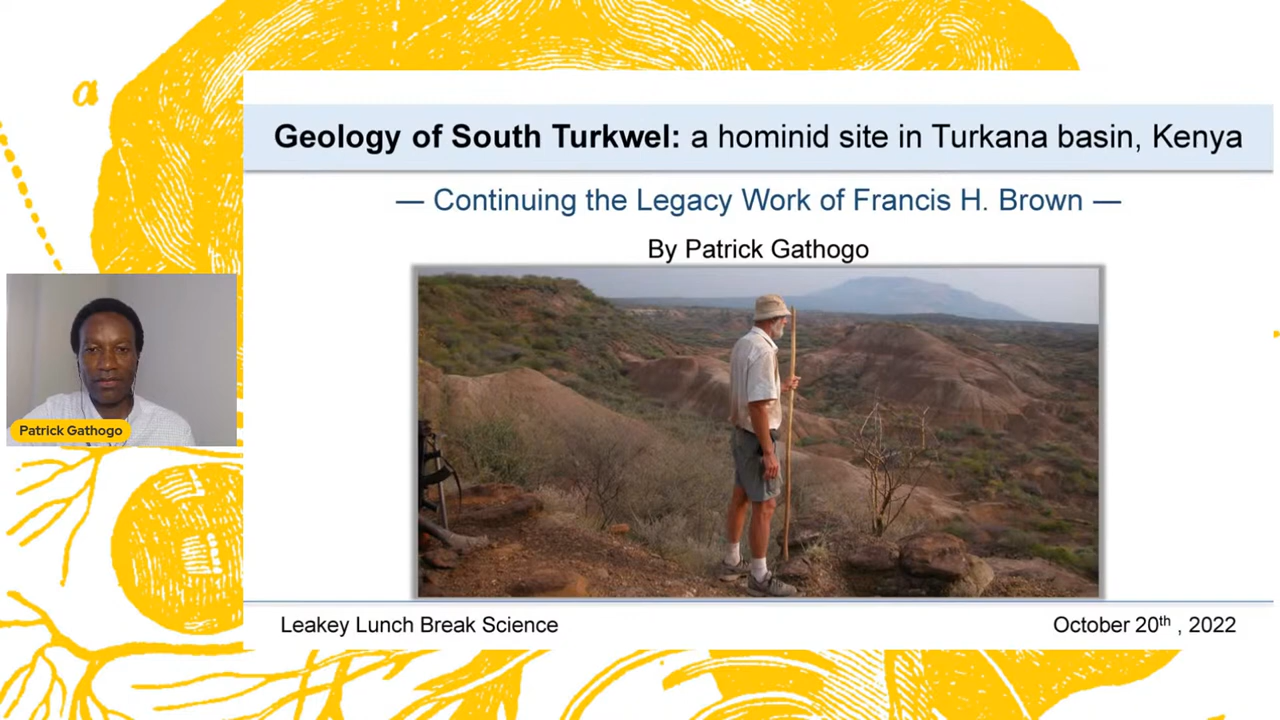 a
Geology of South Turkwel: a hominid site in Turkana basin, Kenya
— Continuing the Legacy Work of Francis H. Brown —
By Patrick Gathogo
Patrick Gathogo
Leakey Lunch Break Science
October 20th , 2022